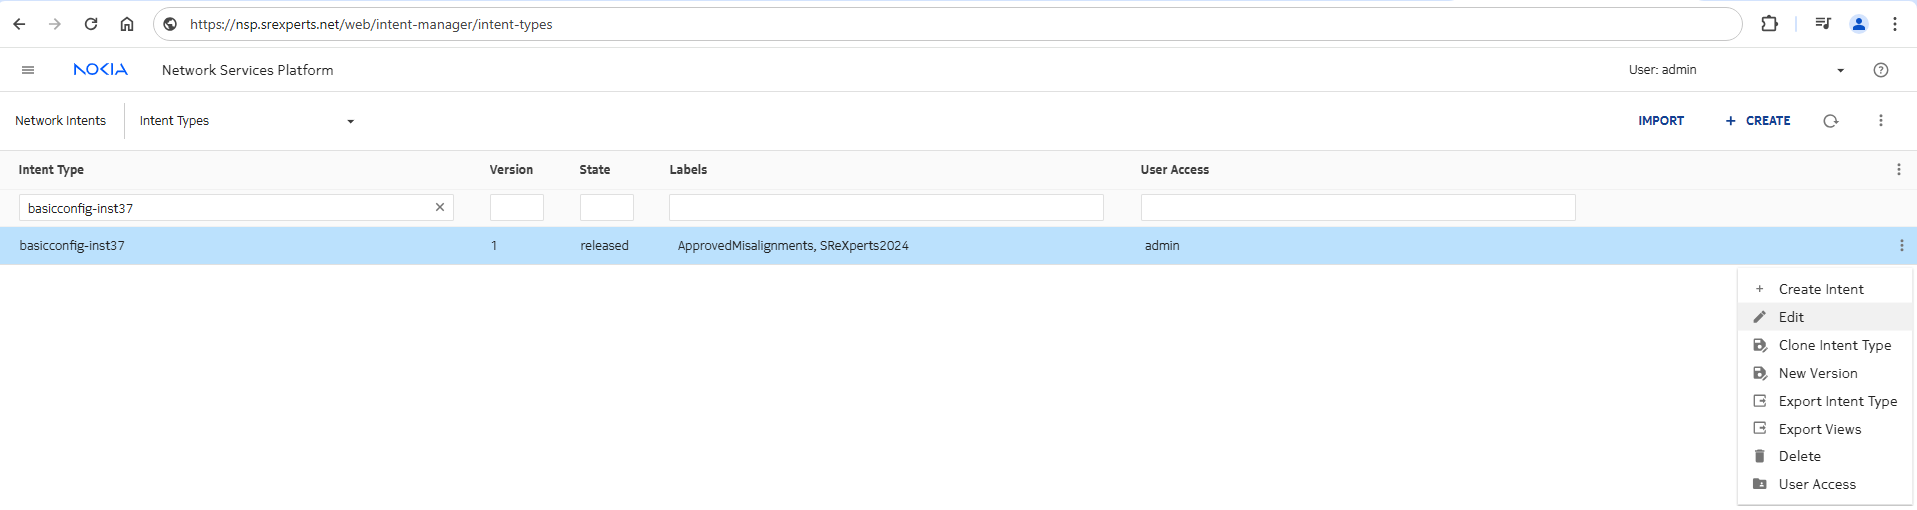 https://nsp.srexperts.net/web/intent-manager/intent-types
NOKIA Network Services Platform User: admin
Network Intents Intent Types IMPORT + CREATE
Intent Type Version State Labels User Access
basicconfig-inst37
basicconfig-inst37 1 released ApprovedMisalignments, SReXperts2024 admin
Create Intent
Edit
Clone Intent Type
New Version
Export Intent Type
Export Views
Delete
User Access